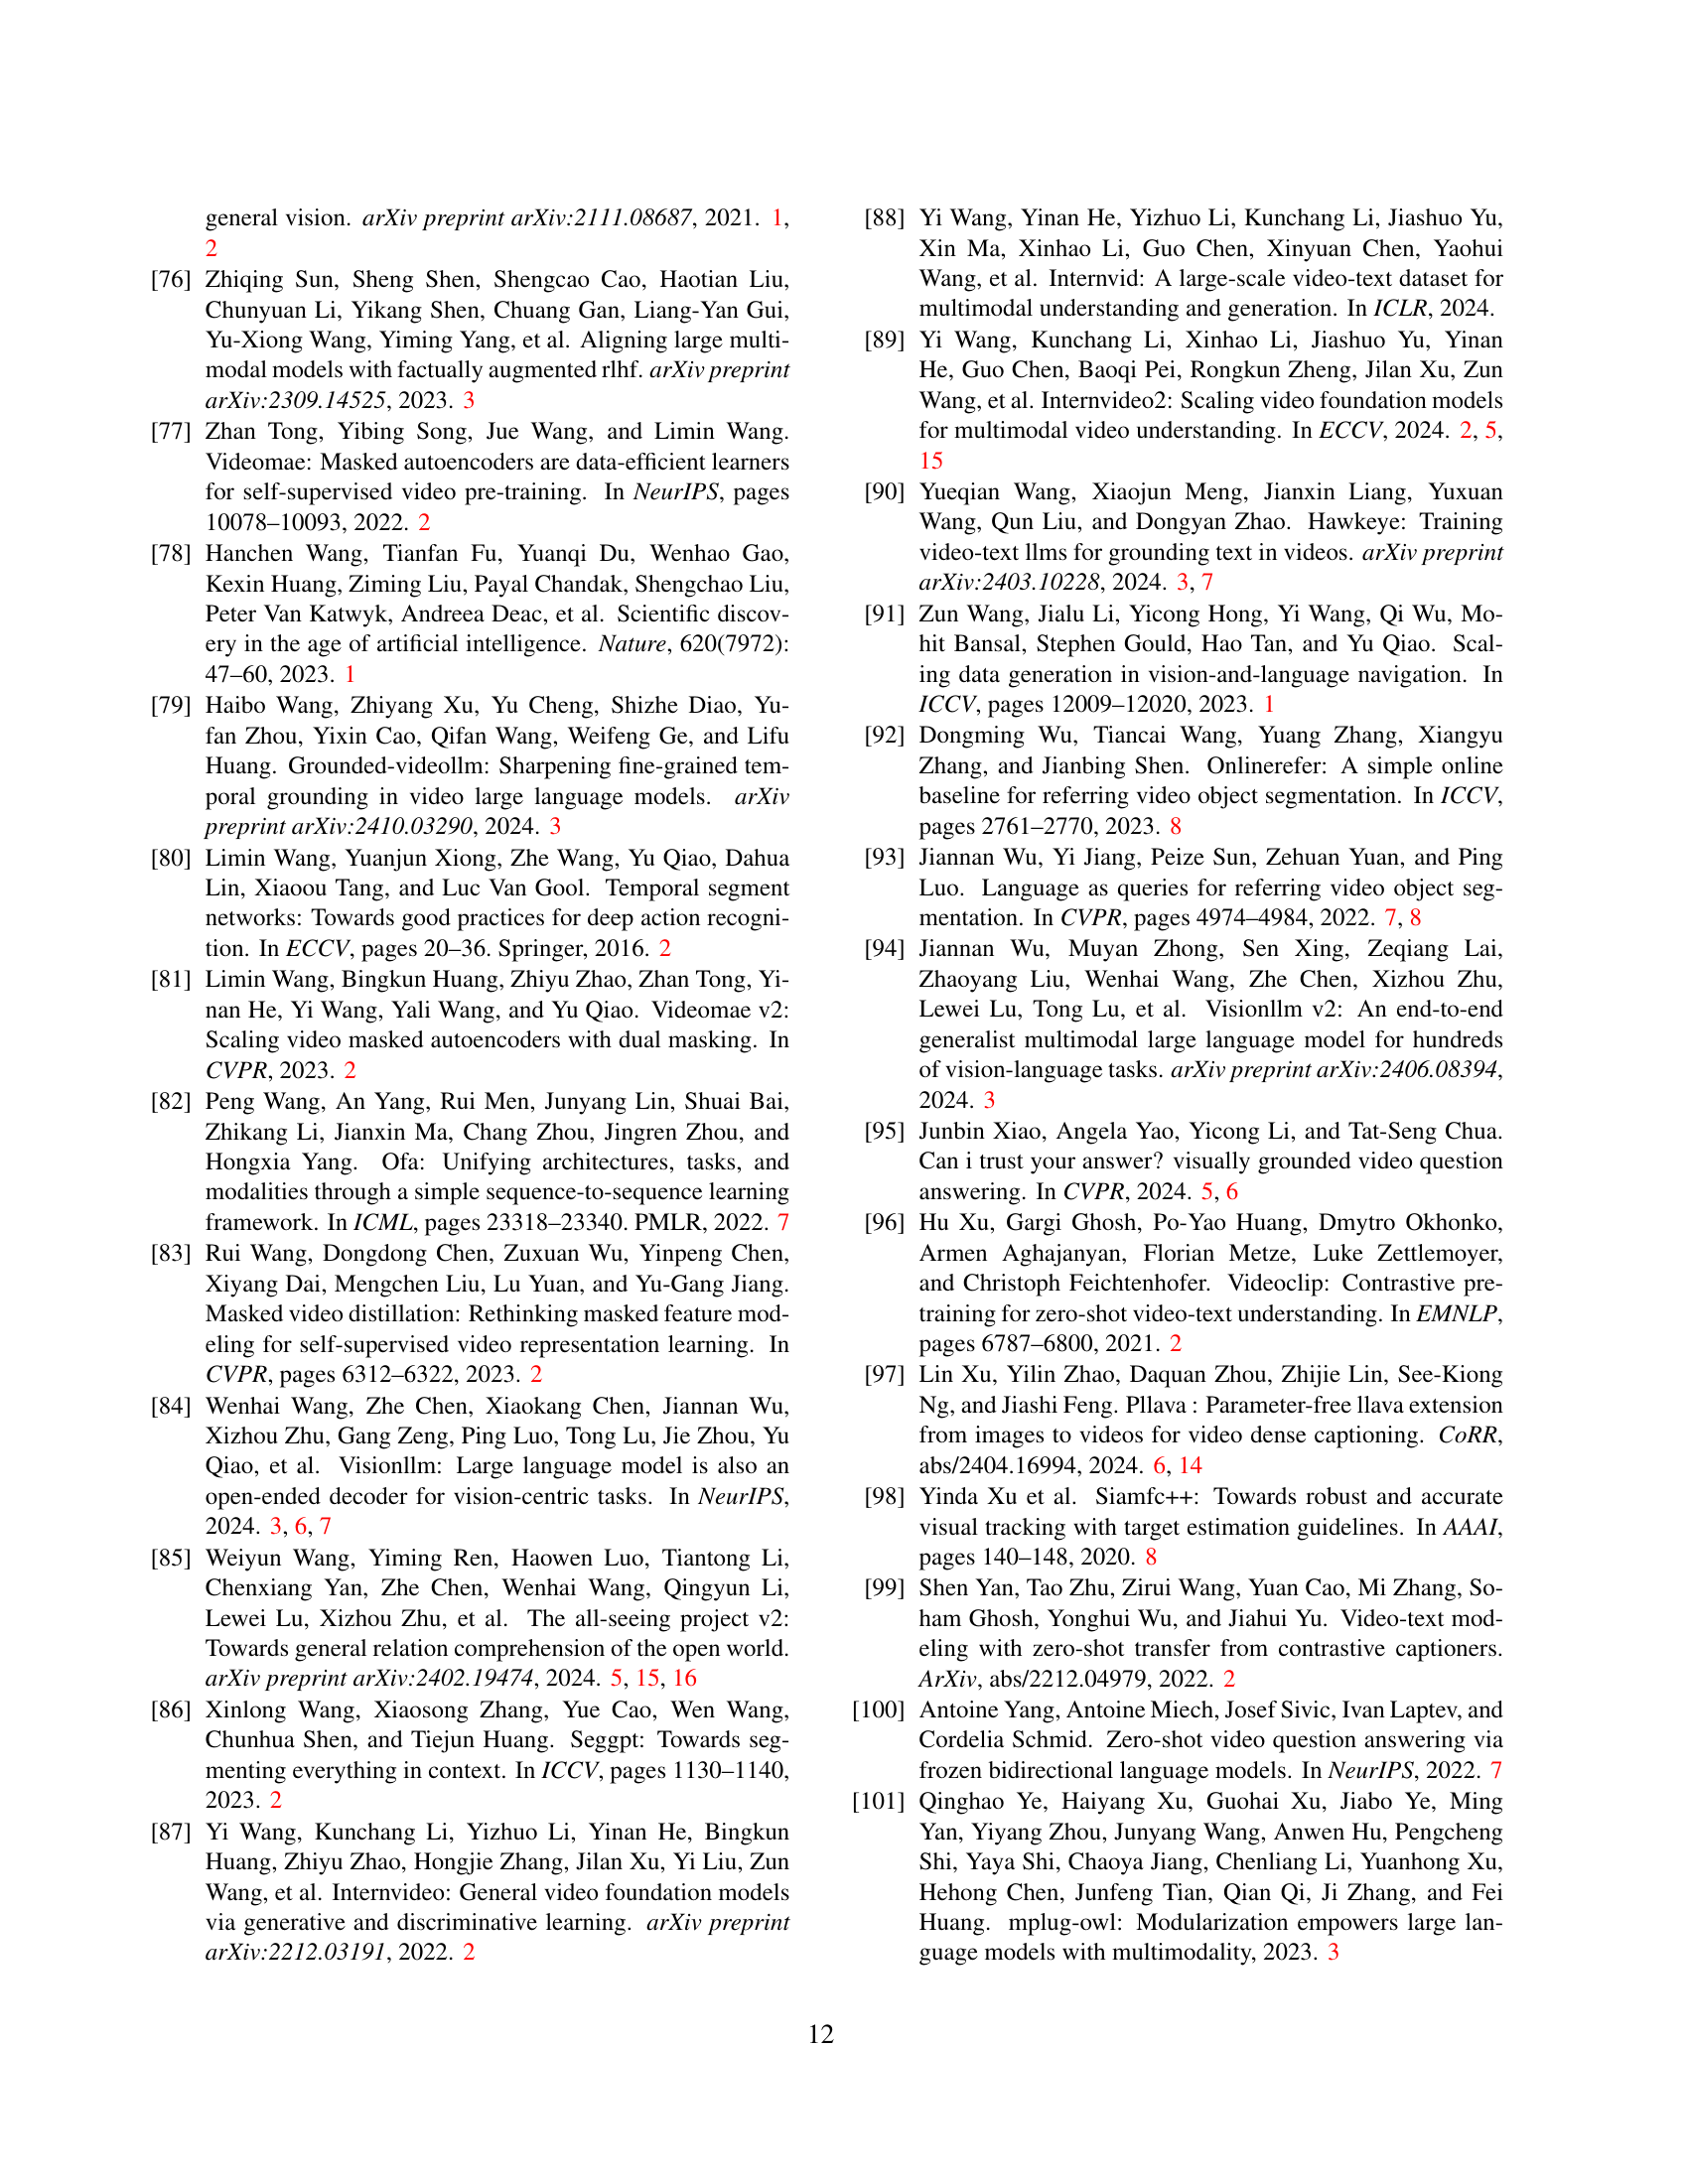 general vision. arXiv preprint arXiv:2111.08687, 2021. 1,
2
[76] Zhiqing Sun, Sheng Shen, Shengcao Cao, Haotian Liu,
Chunyuan Li, Yikang Shen, Chuang Gan, Liang-Yan Gui,
Yu-Xiong Wang, Yiming Yang, et al. Aligning large multi-
modal models with factually augmented rlhf. arXiv preprint
arXiv:2309.14525, 2023. 3
[77] Zhan Tong, Yibing Song, Jue Wang, and Limin Wang.
Videomae: Masked autoencoders are data-efficient learners
for self-supervised video pre-training. In NeurIPS, pages
10078–10093, 2022. 2
[78] Hanchen Wang, Tianfan Fu, Yuanqi Du, Wenhao Gao,
Kexin Huang, Ziming Liu, Payal Chandak, Shengchao Liu,
Peter Van Katwyk, Andreea Deac, et al. Scientific discov-
ery in the age of artificial intelligence. Nature, 620(7972):
47–60, 2023. 1
[79] Haibo Wang, Zhiyang Xu, Yu Cheng, Shizhe Diao, Yu-
fan Zhou, Yixin Cao, Qifan Wang, Weifeng Ge, and Lifu
Huang. Grounded-videollm: Sharpening fine-grained tem-
poral grounding in video large language models. arXiv
preprint arXiv:2410.03290, 2024. 3
[80] Limin Wang, Yuanjun Xiong, Zhe Wang, Yu Qiao, Dahua
Lin, Xiaoou Tang, and Luc Van Gool. Temporal segment
networks: Towards good practices for deep action recogni-
tion. In ECCV, pages 20–36. Springer, 2016. 2
[81] Limin Wang, Bingkun Huang, Zhiyu Zhao, Zhan Tong, Yi-
nan He, Yi Wang, Yali Wang, and Yu Qiao. Videomae v2:
Scaling video masked autoencoders with dual masking. In
CVPR, 2023. 2
[82] Peng Wang, An Yang, Rui Men, Junyang Lin, Shuai Bai,
Zhikang Li, Jianxin Ma, Chang Zhou, Jingren Zhou, and
Hongxia Yang. Ofa: Unifying architectures, tasks, and
modalities through a simple sequence-to-sequence learning
framework. In ICML, pages 23318–23340. PMLR, 2022. 7
[83] Rui Wang, Dongdong Chen, Zuxuan Wu, Yinpeng Chen,
Xiyang Dai, Mengchen Liu, Lu Yuan, and Yu-Gang Jiang.
Masked video distillation: Rethinking masked feature mod-
eling for self-supervised video representation learning. In
CVPR, pages 6312–6322, 2023. 2
[84] Wenhai Wang, Zhe Chen, Xiaokang Chen, Jiannan Wu,
Xizhou Zhu, Gang Zeng, Ping Luo, Tong Lu, Jie Zhou, Yu
Qiao, et al. Visionllm: Large language model is also an
open-ended decoder for vision-centric tasks. In NeurIPS,
2024. 3, 6, 7
[85] Weiyun Wang, Yiming Ren, Haowen Luo, Tiantong Li,
Chenxiang Yan, Zhe Chen, Wenhai Wang, Qingyun Li,
Lewei Lu, Xizhou Zhu, et al. The all-seeing project v2:
Towards general relation comprehension of the open world.
arXiv preprint arXiv:2402.19474, 2024. 5, 15, 16
[86] Xinlong Wang, Xiaosong Zhang, Yue Cao, Wen Wang,
Chunhua Shen, and Tiejun Huang. Seggpt: Towards seg-
menting everything in context. In ICCV, pages 1130–1140,
2023. 2
[87] Yi Wang, Kunchang Li, Yizhuo Li, Yinan He, Bingkun
Huang, Zhiyu Zhao, Hongjie Zhang, Jilan Xu, Yi Liu, Zun
Wang, et al. Internvideo: General video foundation models
via generative and discriminative learning. arXiv preprint
arXiv:2212.03191, 2022. 2
[88] Yi Wang, Yinan He, Yizhuo Li, Kunchang Li, Jiashuo Yu,
Xin Ma, Xinhao Li, Guo Chen, Xinyuan Chen, Yaohui
Wang, et al. Internvid: A large-scale video-text dataset for
multimodal understanding and generation. In ICLR, 2024.
[89] Yi Wang, Kunchang Li, Xinhao Li, Jiashuo Yu, Yinan
He, Guo Chen, Baoqi Pei, Rongkun Zheng, Jilan Xu, Zun
Wang, et al. Internvideo2: Scaling video foundation models
for multimodal video understanding. In ECCV, 2024. 2, 5,
15
[90] Yueqian Wang, Xiaojun Meng, Jianxin Liang, Yuxuan
Wang, Qun Liu, and Dongyan Zhao. Hawkeye: Training
video-text llms for grounding text in videos. arXiv preprint
arXiv:2403.10228, 2024. 3, 7
[91] Zun Wang, Jialu Li, Yicong Hong, Yi Wang, Qi Wu, Mo-
hit Bansal, Stephen Gould, Hao Tan, and Yu Qiao. Scal-
ing data generation in vision-and-language navigation. In
ICCV, pages 12009–12020, 2023. 1
[92] Dongming Wu, Tiancai Wang, Yuang Zhang, Xiangyu
Zhang, and Jianbing Shen. Onlinerefer: A simple online
baseline for referring video object segmentation. In ICCV,
pages 2761–2770, 2023. 8
[93] Jiannan Wu, Yi Jiang, Peize Sun, Zehuan Yuan, and Ping
Luo. Language as queries for referring video object seg-
mentation. In CVPR, pages 4974–4984, 2022. 7, 8
[94] Jiannan Wu, Muyan Zhong, Sen Xing, Zeqiang Lai,
Zhaoyang Liu, Wenhai Wang, Zhe Chen, Xizhou Zhu,
Lewei Lu, Tong Lu, et al. Visionllm v2: An end-to-end
generalist multimodal large language model for hundreds
of vision-language tasks. arXiv preprint arXiv:2406.08394,
2024. 3
[95] Junbin Xiao, Angela Yao, Yicong Li, and Tat-Seng Chua.
Can i trust your answer? visually grounded video question
answering. In CVPR, 2024. 5, 6
[96] Hu Xu, Gargi Ghosh, Po-Yao Huang, Dmytro Okhonko,
Armen Aghajanyan, Florian Metze, Luke Zettlemoyer,
and Christoph Feichtenhofer. Videoclip: Contrastive pre-
training for zero-shot video-text understanding. In EMNLP,
pages 6787–6800, 2021. 2
[97] Lin Xu, Yilin Zhao, Daquan Zhou, Zhijie Lin, See-Kiong
Ng, and Jiashi Feng. Pllava : Parameter-free llava extension
from images to videos for video dense captioning. CoRR,
abs/2404.16994, 2024. 6, 14
[98] Yinda Xu et al. Siamfc++: Towards robust and accurate
visual tracking with target estimation guidelines. In AAAI,
pages 140–148, 2020. 8
[99] Shen Yan, Tao Zhu, Zirui Wang, Yuan Cao, Mi Zhang, So-
ham Ghosh, Yonghui Wu, and Jiahui Yu. Video-text mod-
eling with zero-shot transfer from contrastive captioners.
ArXiv, abs/2212.04979, 2022. 2
[100] Antoine Yang, Antoine Miech, Josef Sivic, Ivan Laptev, and
Cordelia Schmid. Zero-shot video question answering via
frozen bidirectional language models. In NeurIPS, 2022. 7
[101] Qinghao Ye, Haiyang Xu, Guohai Xu, Jiabo Ye, Ming
Yan, Yiyang Zhou, Junyang Wang, Anwen Hu, Pengcheng
Shi, Yaya Shi, Chaoya Jiang, Chenliang Li, Yuanhong Xu,
Hehong Chen, Junfeng Tian, Qian Qi, Ji Zhang, and Fei
Huang. mplug-owl: Modularization empowers large lan-
guage models with multimodality, 2023. 3
12